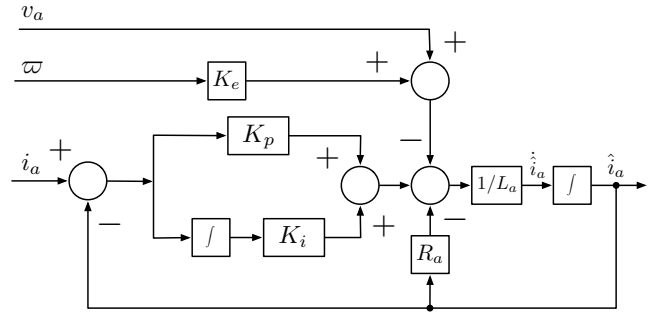 v_a
+
ϖ
K_e
+
−
i_a
+
K_p
+
1/L_a
\dot{\hat{i}}_a
∫
\hat{i}_a
−
∫
K_i
+
−
R_a